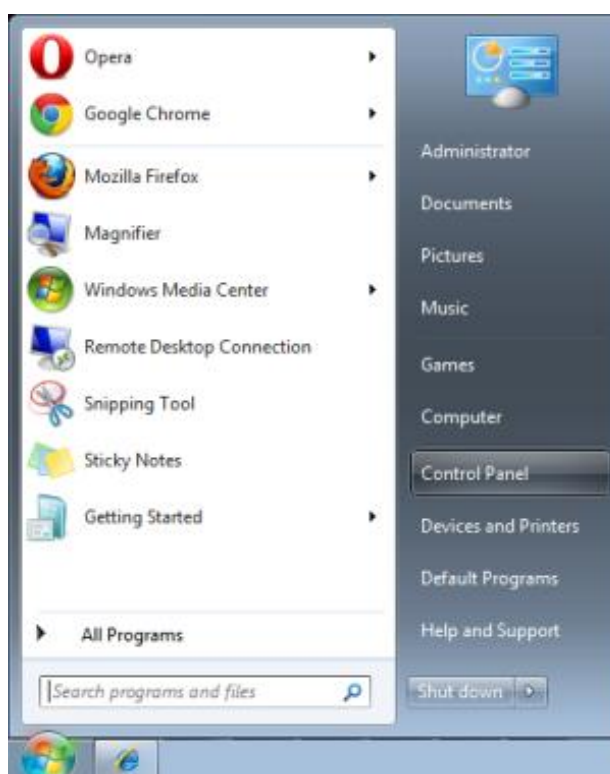 Opera
Google Chrome
Mozilla Firefox
Magnifier
Windows Media Center
Remote Desktop Connection
Snipping Tool
Sticky Notes
Getting Started
All Programs
Search programs and files
Administrator
Documents
Pictures
Music
Games
Computer
Control Panel
Devices and Printers
Default Programs
Help and Support
Shut down